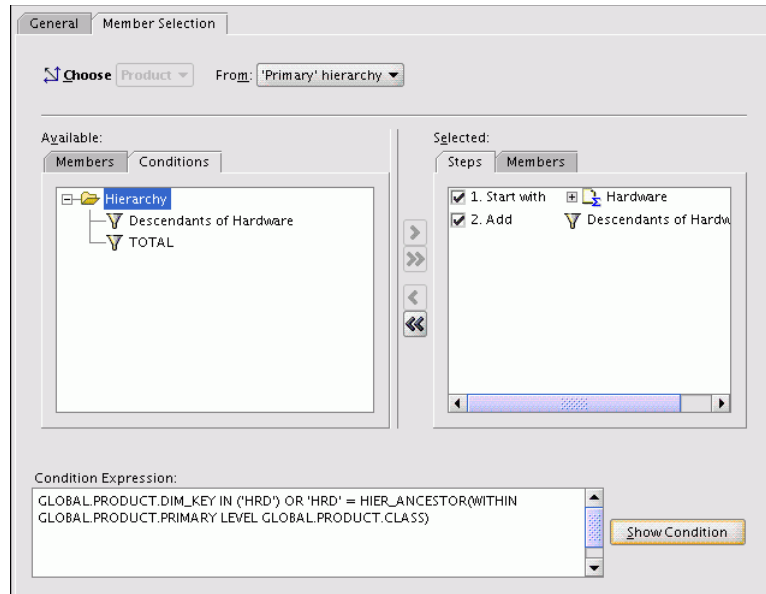 General Member Selection
Choose Product From: 'Primary' hierarchy
Available:
Members Conditions
Hierarchy
Descendants of Hardware
TOTAL
Selected:
Steps Members
1. Start with Hardware
2. Add Descendants of Hardw
Condition Expression:
GLOBAL.PRODUCT.DIM_KEY IN ('HRD') OR 'HRD' = HIER_ANCESTOR(WITHIN
GLOBAL.PRODUCT.PRIMARY LEVEL GLOBAL.PRODUCT.CLASS)
Show Condition